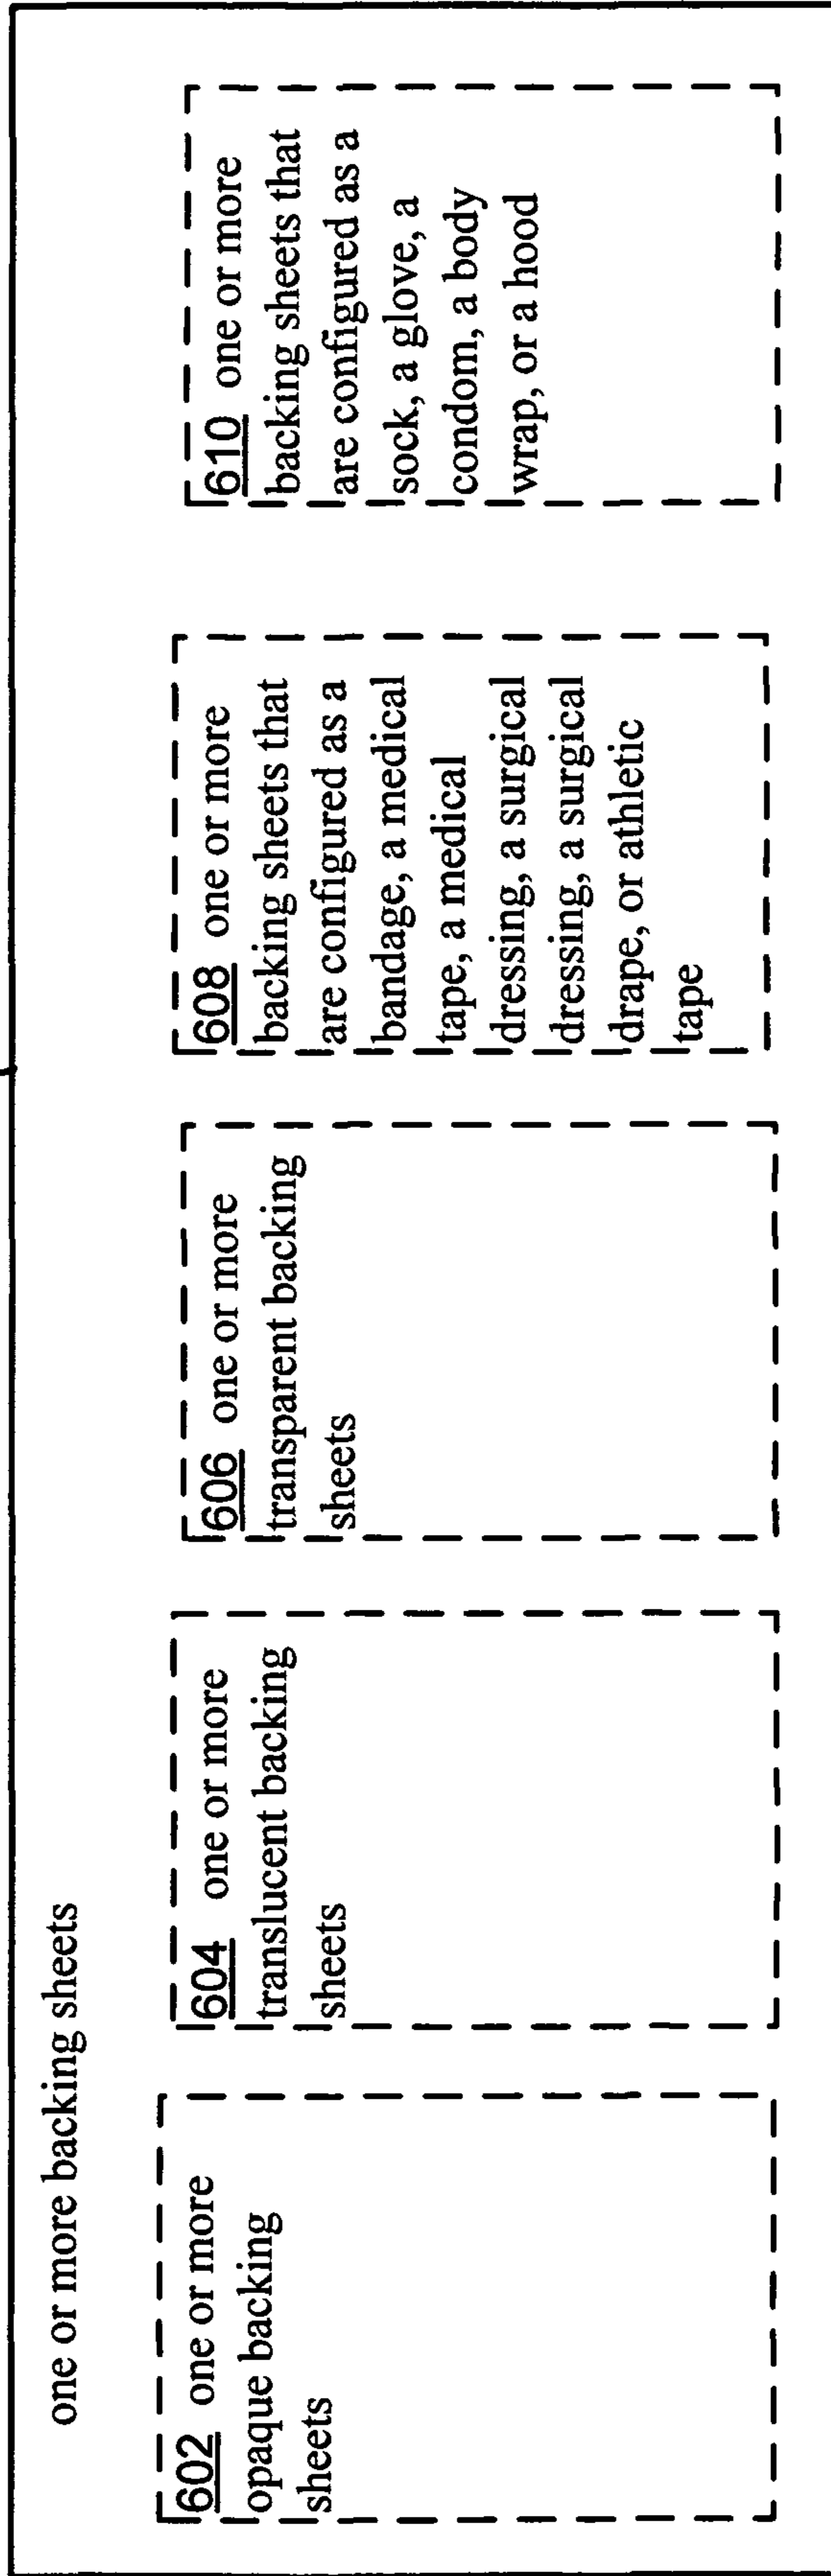 one or more backing sheets
602 one or more
opaque backing
sheets
604 one or more
translucent backing
sheets
606 one or more
transparent backing
sheets
608 one or more
backing sheets that
are configured as a
bandage, a medical
tape, a medical
dressing, a surgical
dressing, a surgical
drape, or athletic
tape
610 one or more
backing sheets that
are configured as a
sock, a glove, a
condom, a body
wrap, or a hood